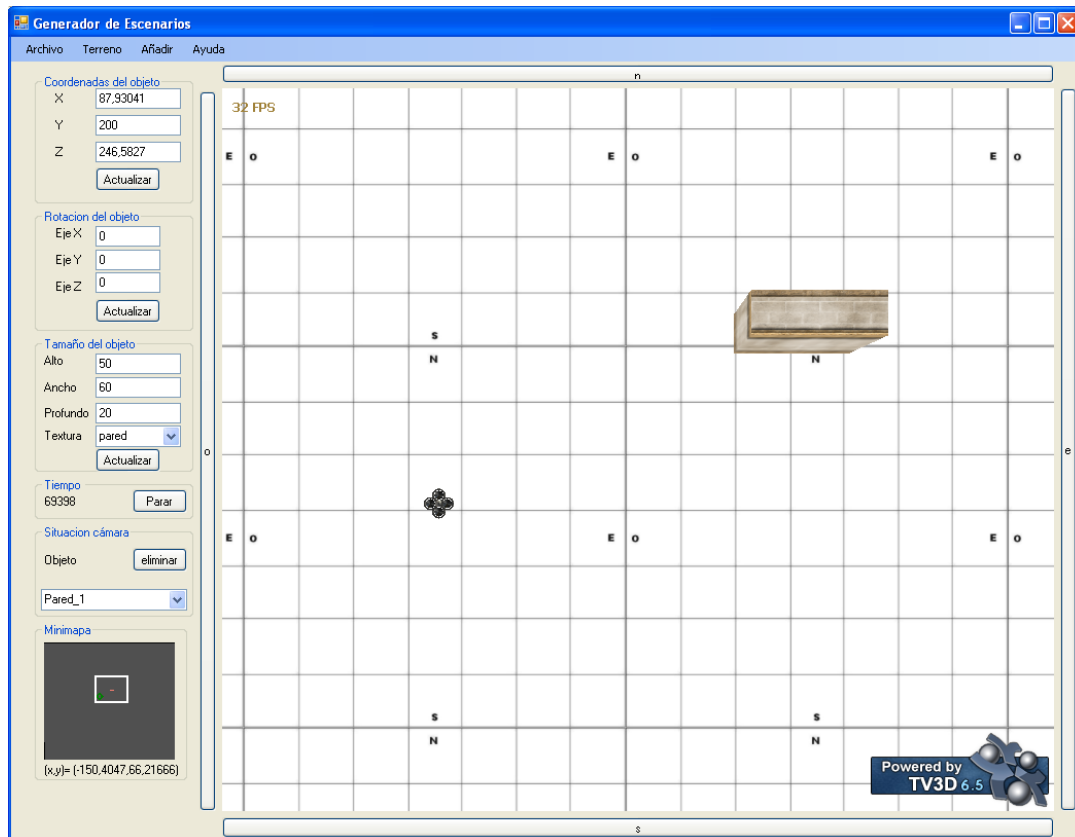 Generador de Escenarios
Archivo Terreno Añadir Ayuda
Coordenadas del objeto
X 87,93041
Y 200
Z 246,5827
Actualizar
Rotacion del objeto
Eje X 0
Eje Y 0
Eje Z 0
Actualizar
Tamaño del objeto
Alto 50
Ancho 60
Profundo 20
Textura pared
Actualizar
Tiempo
69398 Parar
Situacion cámara
Objeto eliminar
Pared_1
Minimapa
(x,y)= (-150,4047,66,21666)
n
o
32 FPS
E O E O E O
S
N N
E O E O E O
S S
N N
Powered by
TV3D 6.5
e
s